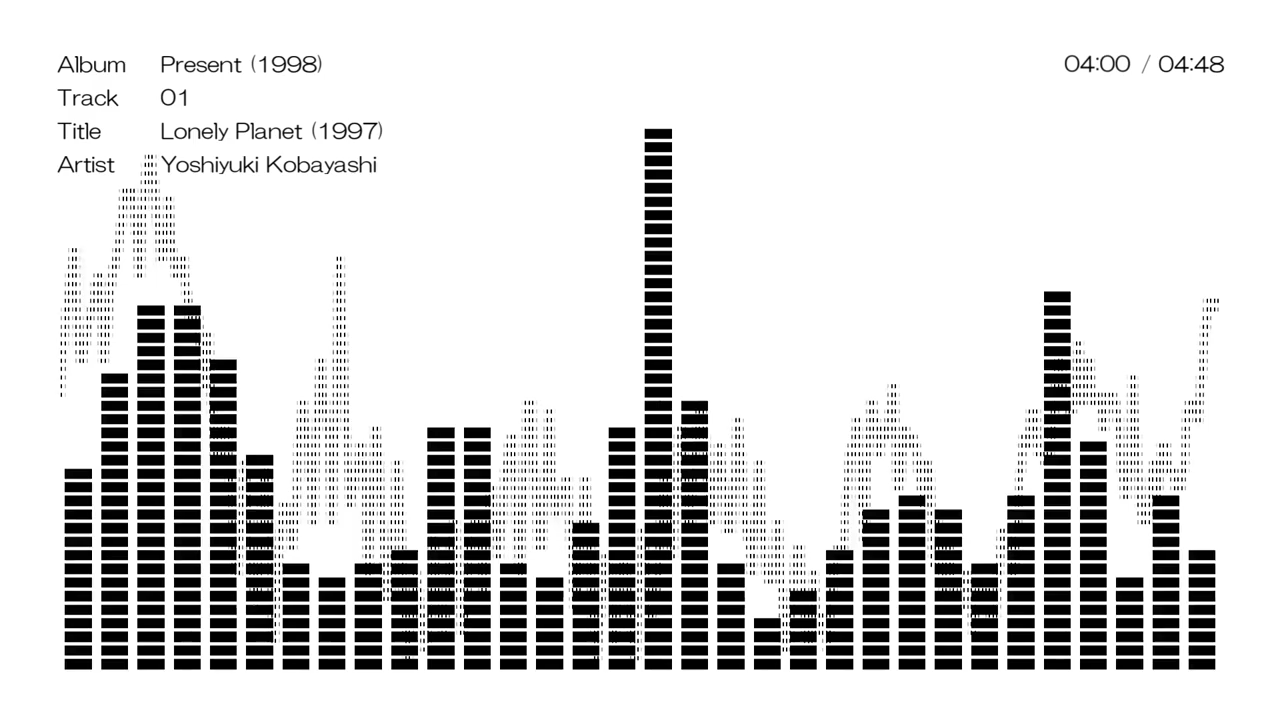 Album Present (1998)
04:00 / 04:48
Track 01
Title Lonely Planet (1997)
Artist Yoshiyuki Kobayashi